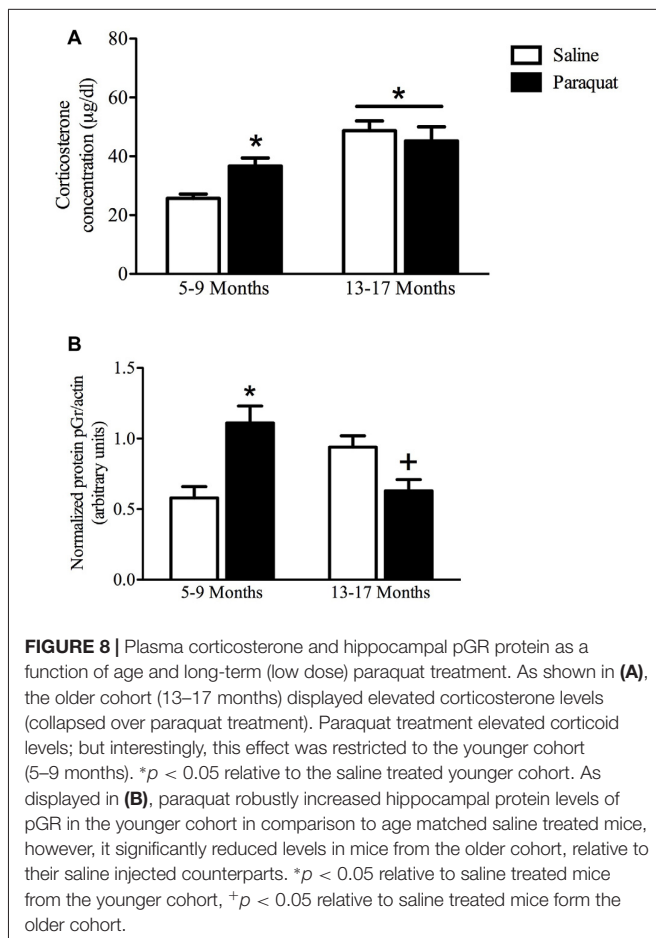 A
Corticosterone
concentration (µg/dl)
80
60
40
20
0
*
*
5-9 Months
13-17 Months
Saline
Paraquat
B
Normalized protein pGr/actin
(arbitrary units)
1.5
1.0
0.5
0.0
*
+
5-9 Months
13-17 Months
FIGURE 8 | Plasma corticosterone and hippocampal pGR protein as a
function of age and long-term (low dose) paraquat treatment. As shown in (A),
the older cohort (13–17 months) displayed elevated corticosterone levels
(collapsed over paraquat treatment). Paraquat treatment elevated corticoid
levels; but interestingly, this effect was restricted to the younger cohort
(5–9 months). *p < 0.05 relative to the saline treated younger cohort. As
displayed in (B), paraquat robustly increased hippocampal protein levels of
pGR in the younger cohort in comparison to age matched saline treated mice,
however, it significantly reduced levels in mice from the older cohort, relative to
their saline injected counterparts. *p < 0.05 relative to saline treated mice
from the younger cohort, +p < 0.05 relative to saline treated mice form the
older cohort.